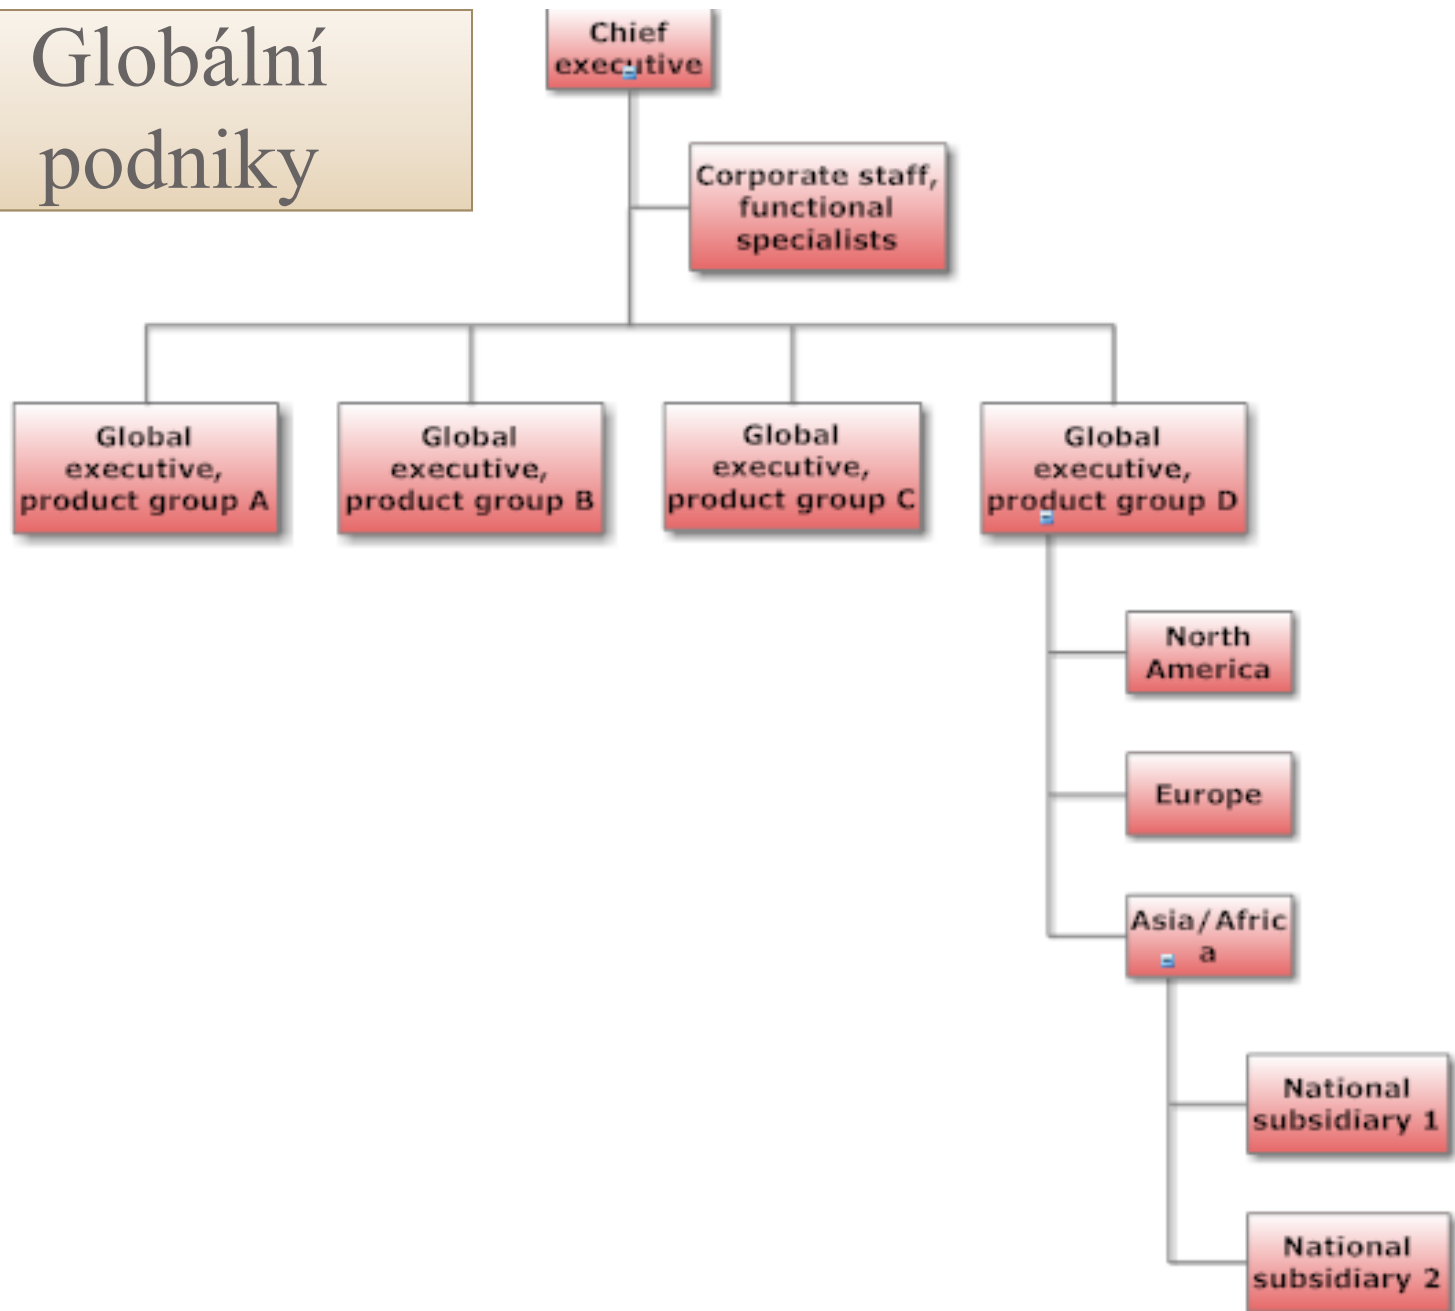 Globální
podniky
Chief
executive
Corporate staff,
functional
specialists
Global
executive,
product group A
Global
executive,
product group B
Global
executive,
product group C
Global
executive,
product group D
North
America
Europe
Asia/Afric
a
National
subsidiary 1
National
subsidiary 2